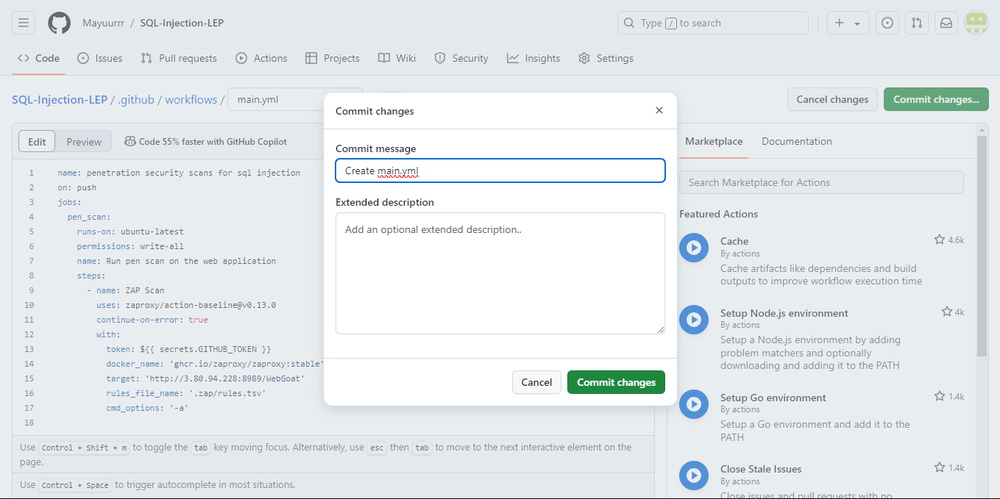 Mayuurrr / SQL-Injection-LEP
Type / to search
Code Issues Pull requests Actions Projects Wiki Security Insights Settings
SQL-Injection-LEP / .github / workflows / main.yml
Cancel changes Commit changes...
Edit Preview Code 55% faster with GitHub Copilot
1 name: penetration security scans for sql injection
2 on: push
3 jobs:
4 pen_scan:
5 runs-on: ubuntu-latest
6 permissions: write-all
7 name: Run pen scan on the web application
8 steps:
9 - name: ZAP Scan
10 uses: zaproxy/action-baseline@v0.13.0
11 continue-on-error: true
12 with:
13 token: ${{ secrets.GITHUB_TOKEN }}
14 docker_name: 'ghcr.io/zaproxy/zaproxy:stable'
15 target: 'http://3.80.94.228:8989/WebGoat'
16 rules_file_name: '.zap/rules.tsv'
17 cmd_options: '-a'
18
Use Control + Shift + m to toggle the tab key moving focus. Alternatively, use esc then tab to move to the next interactive element on the
page.
Use Control + Space to trigger autocomplete in most situations.
Commit changes
Commit message
Create main.yml
Extended description
Add an optional extended description..
Cancel Commit changes
Marketplace Documentation
Search Marketplace for Actions
Featured Actions
Cache 4.6k
By actions
Cache artifacts like dependencies and build
outputs to improve workflow execution time
Setup Node.js environment 4k
By actions
Setup a Node.js environment by adding
problem matchers and optionally
downloading and adding it to the PATH
Setup Go environment 1.4k
By actions
Setup a Go environment and add it to the
PATH
Close Stale Issues 1.4k
By actions
Close issues and pull requests with no